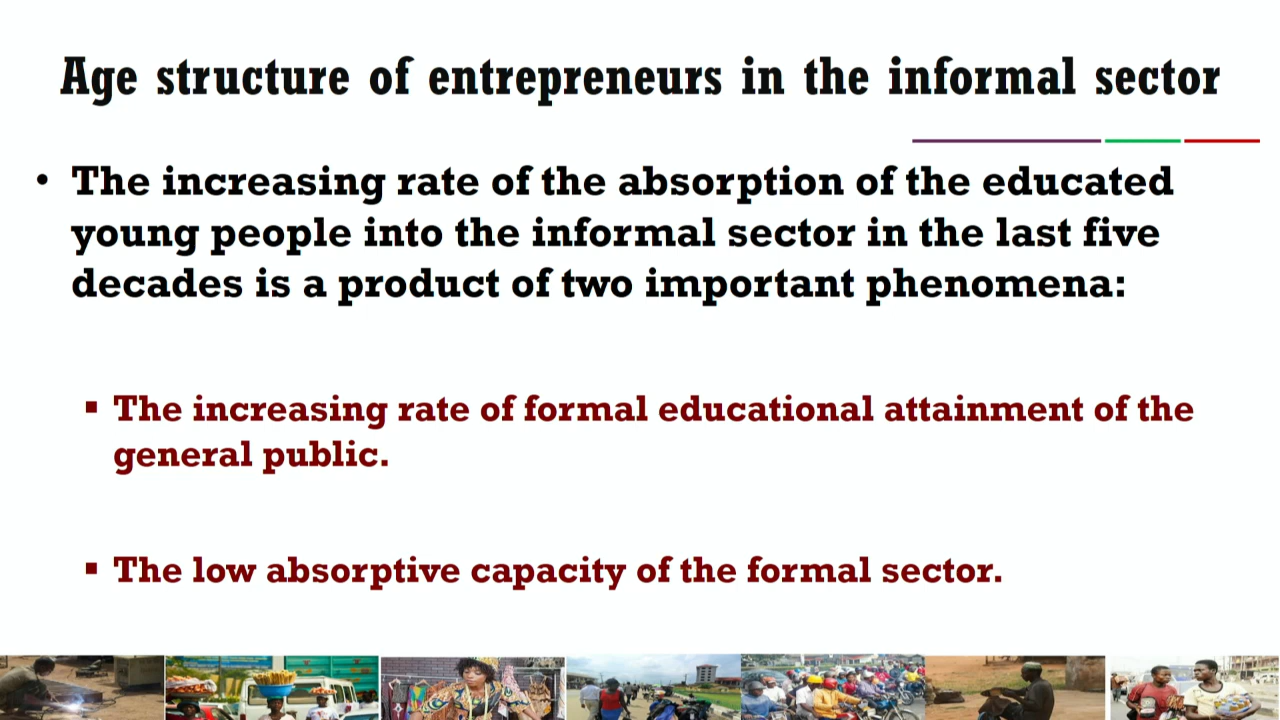 Age structure of entrepreneurs in the informal sector
• The increasing rate of the absorption of the educated
young people into the informal sector in the last five
decades is a product of two important phenomena:
▪ The increasing rate of formal educational attainment of the
general public.
▪ The low absorptive capacity of the formal sector.